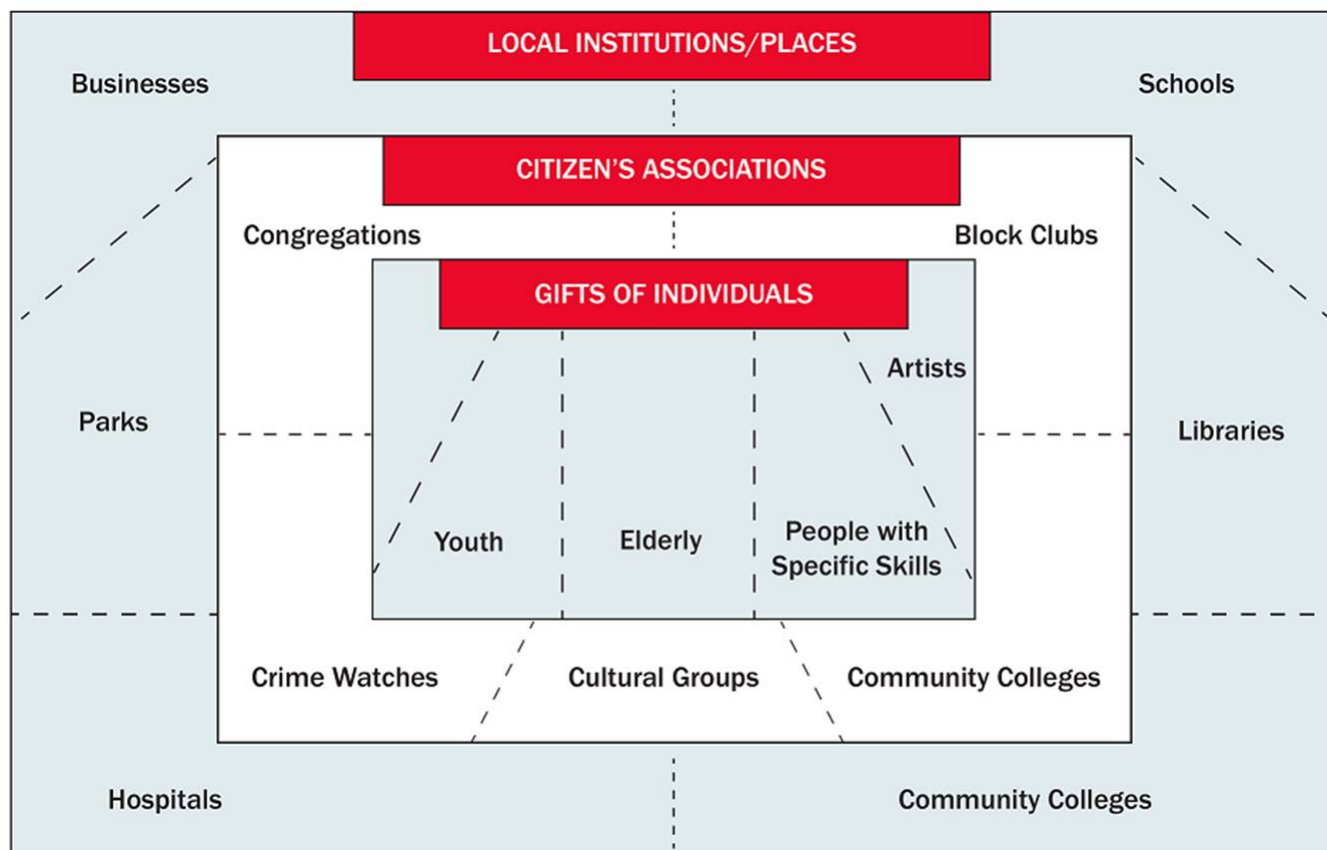 LOCAL INSTITUTIONS/PLACES
Businesses
Schools
CITIZEN'S ASSOCIATIONS
Congregations
Block Clubs
GIFTS OF INDIVIDUALS
Artists
Parks
Libraries
Youth
Elderly
People with
Specific Skills
Crime Watches
Cultural Groups
Community Colleges
Hospitals
Community Colleges